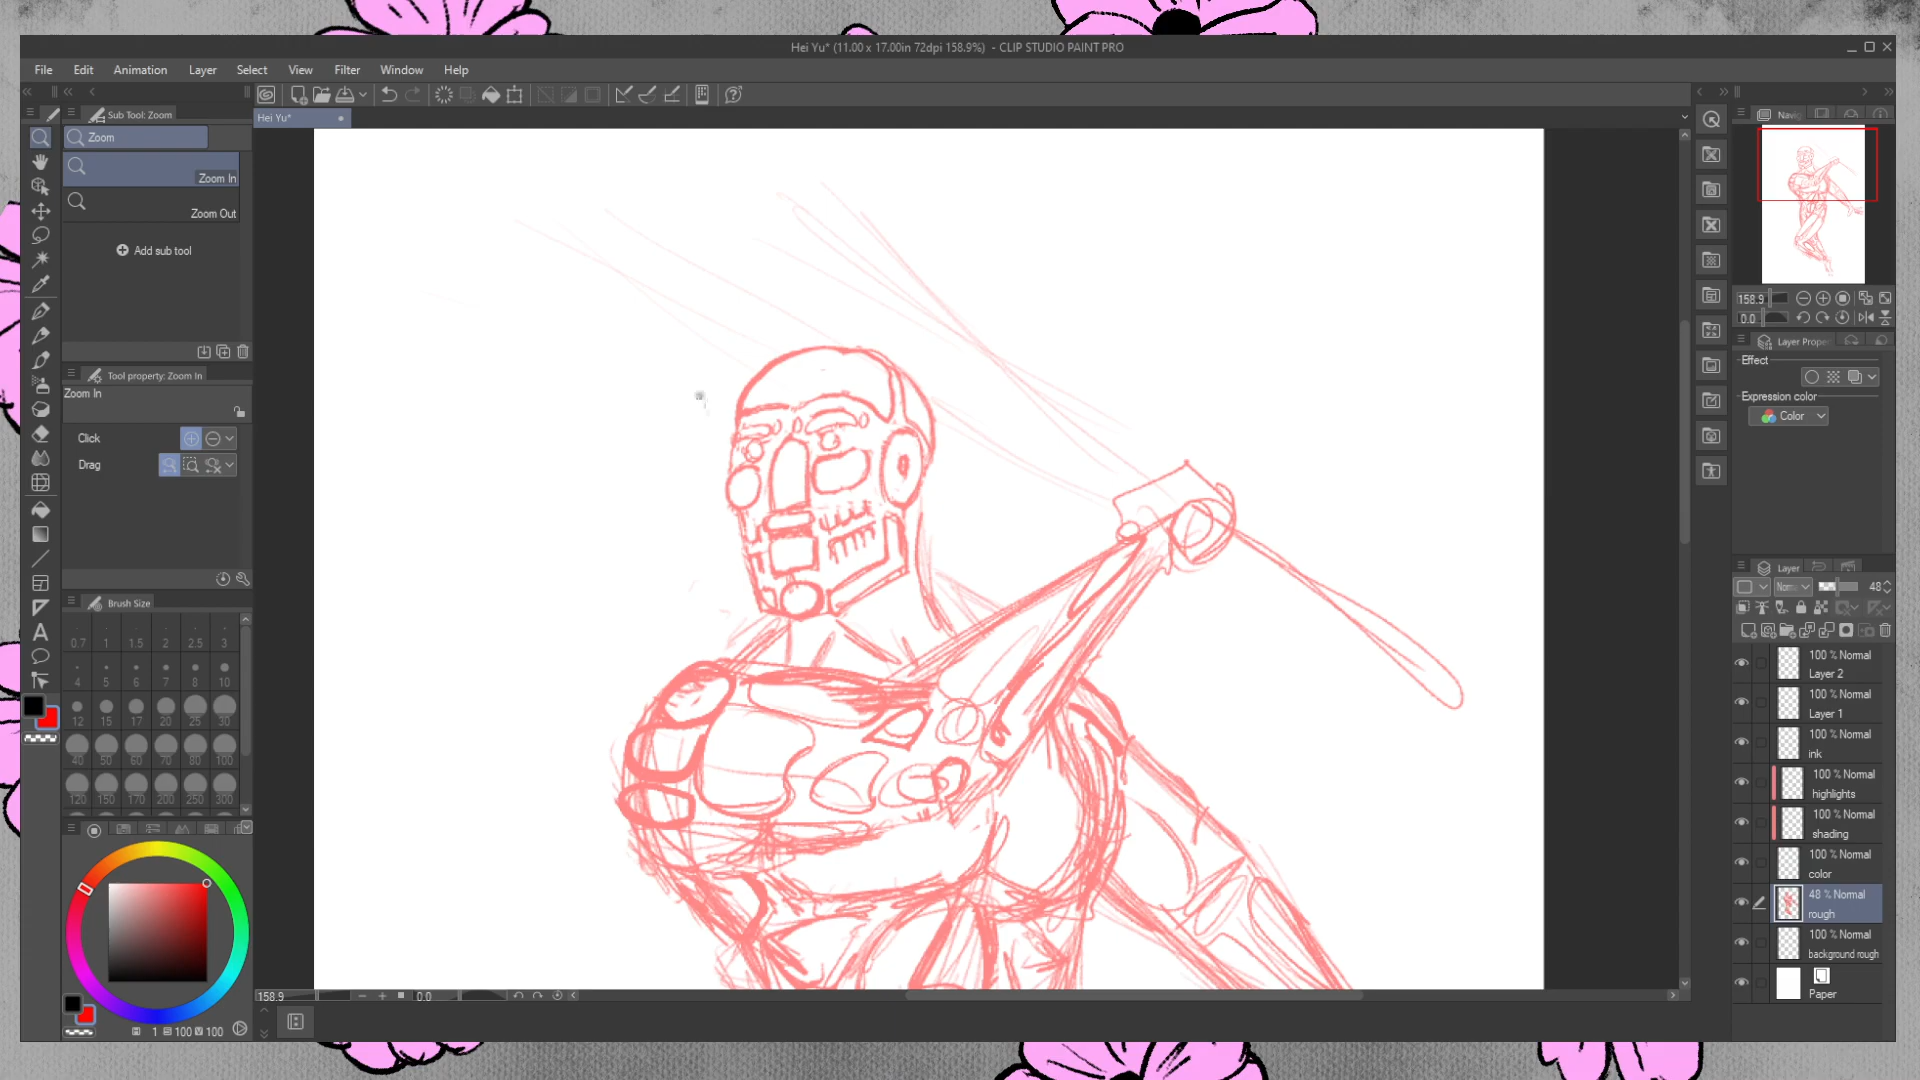 Hei Yu* (11.00 x 17.00in 72dpi 158.9%) - CLIP STUDIO PAINT PRO
File Edit Animation Layer Select View Filter Window Help
Sub Tool: Zoom
Hei Yu*
Zoom
Zoom In
Zoom Out
Add sub tool
Tool property: Zoom In
Zoom In
Click
Drag
Brush Size
0.7 1 1.5 2 2.5 3
4 5 6 7 8 10
12 15 17 20 25 30
40 50 60 70 80 100
120 150 170 200 250 300
1 100 V 100
158.9 0.0
158.9
0.0
Layer Prope
Effect
Expression color
Color
Layer
48
100 % Normal
Layer 2
100 % Normal
Layer 1
100 % Normal
ink
100 % Normal
highlights
100 % Normal
shading
100 % Normal
color
48 % Normal
rough
100 % Normal
background rough
Paper